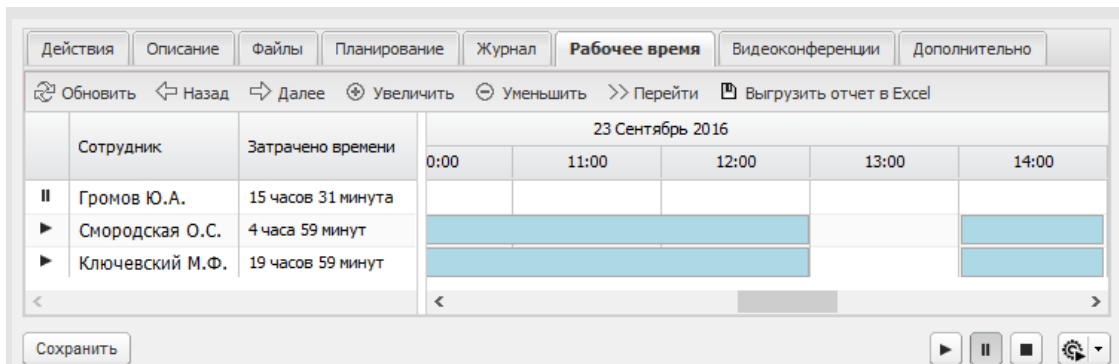 Действия Описание Файлы Планирование Журнал Рабочее время Видеоконференции Дополнительно
Обновить Назад Далее Увеличить Уменьшить Перейти Выгрузить отчет в Excel
Сотрудник Затрачено времени 23 Сентябрь 2016
0:00 11:00 12:00 13:00 14:00
Громов Ю.А. 15 часов 31 минута
Смородская О.С. 4 часа 59 минут
Ключевский М.Ф. 19 часов 59 минут
Сохранить